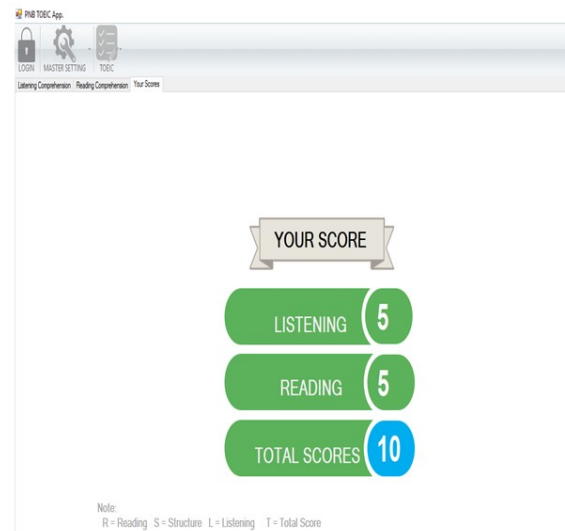 PNB TOEIC App.
LOGIN MASTER SETTING TOEIC
Listening Comprehension Reading Comprehension Your Scores
YOUR SCORE
LISTENING 5
READING 5
TOTAL SCORES 10
Note:
R = Reading S = Structure L = Listening T = Total Score